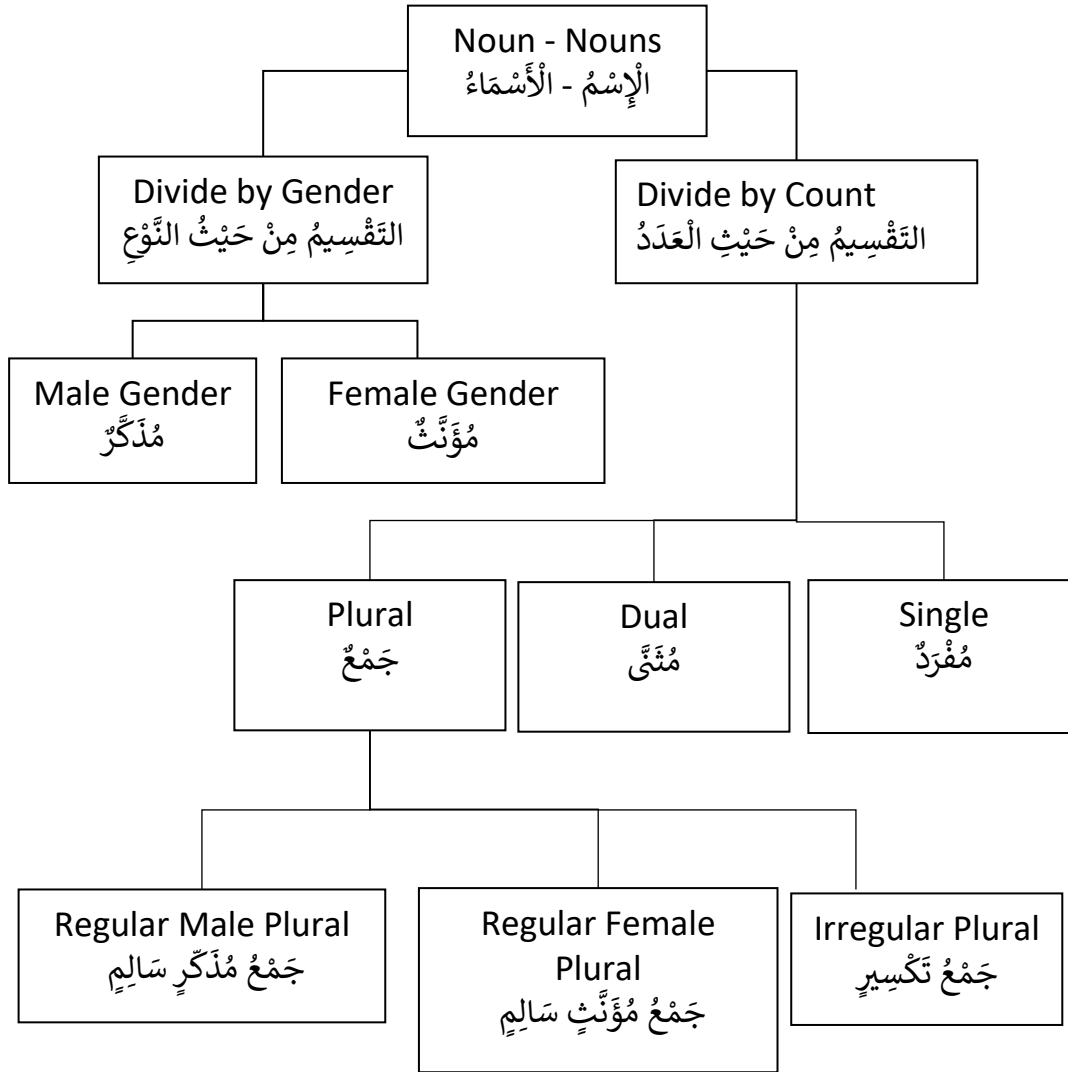 Noun - Nouns
الْإِسْمُ - الْأَسْمَاءُ
Divide by Gender
التَقْسِيمُ مِنْ حَيْثُ النَّوْعِ
Divide by Count
التَقْسِيمُ مِنْ حَيْثِ الْعَدَدُ
Male Gender
مُذَكَّرٌ
Female Gender
مُؤَنَّثٌ
Plural
جَمْعٌ
Dual
مُثَنَّى
Single
مُفْرَدٌ
Regular Male Plural
جَمْعُ مُذَكّرٍ سَالِمٍ
Regular Female
Plural
جَمْعُ مُؤَنَّثٍ سَالِمٍ
Irregular Plural
جَمْعُ تَكْسِيرٍ